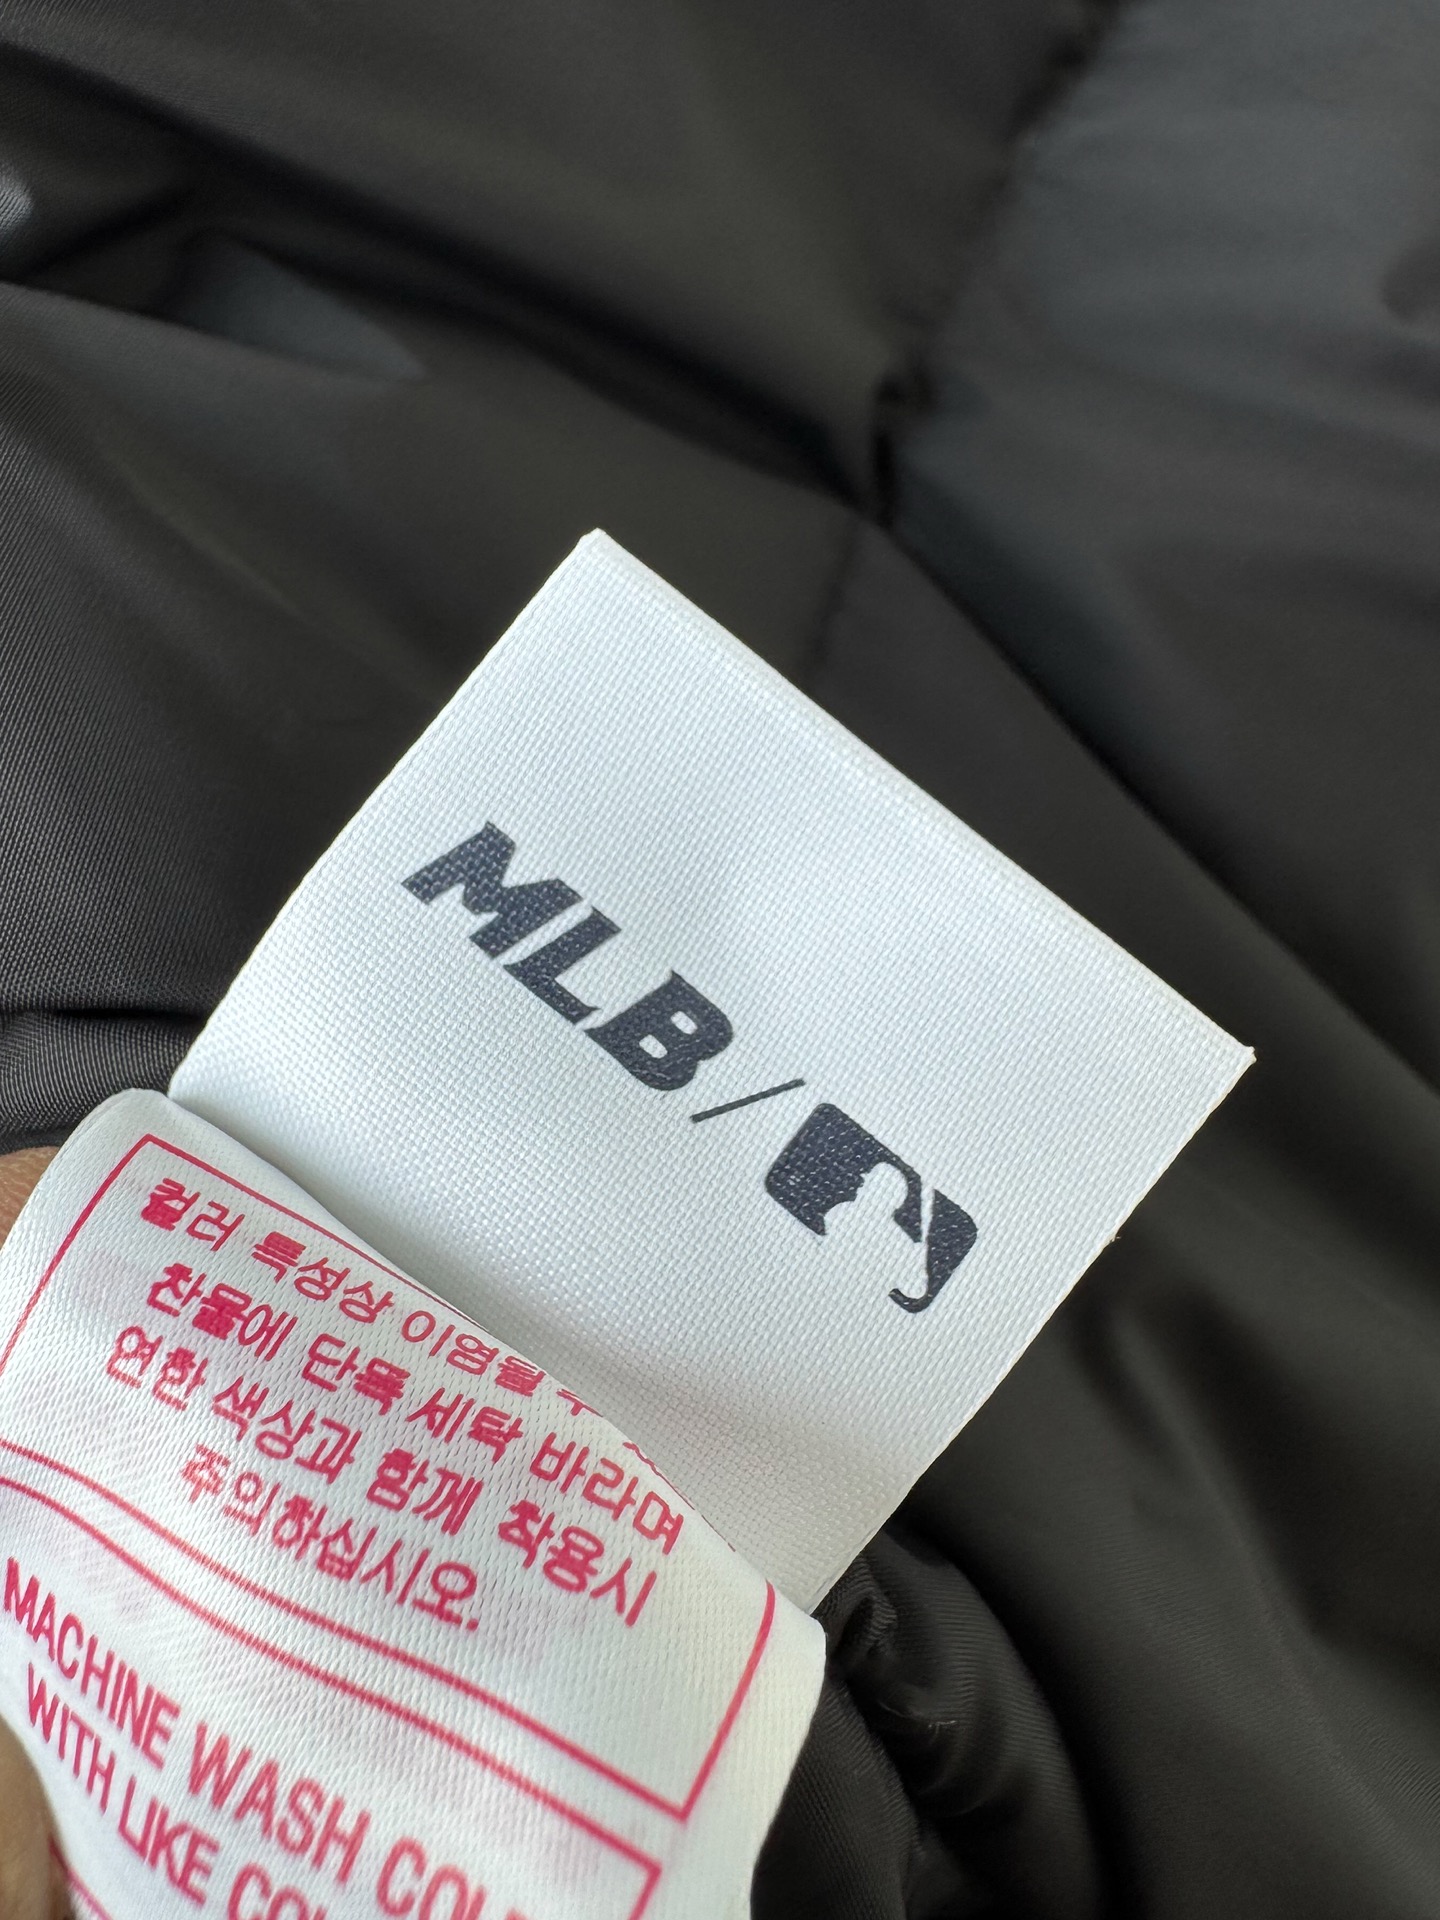 MLB/
컬러 특성상 이염될
찬물에 단독 세탁 바라며
연한 색상과 함께 착용시
주의하십시오.
MACHINE WASH
WITH LIKE